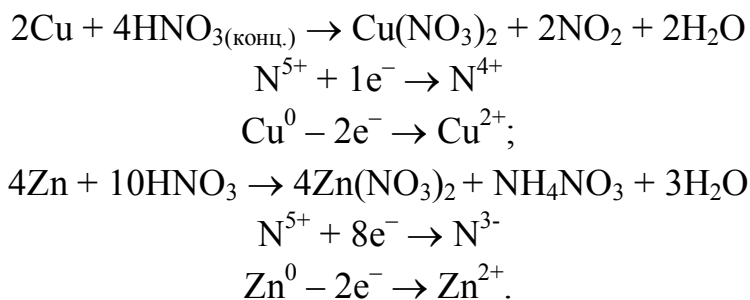 2Cu + 4HNO₃₍конц.₎ → Cu(NO₃)₂ + 2NO₂ + 2H₂O
N⁵⁺ + 1e⁻ → N⁴⁺
Cu⁰ – 2e⁻ → Cu²⁺;
4Zn + 10HNO₃ → 4Zn(NO₃)₂ + NH₄NO₃ + 3H₂O
N⁵⁺ + 8e⁻ → N³⁻
Zn⁰ – 2e⁻ → Zn²⁺.